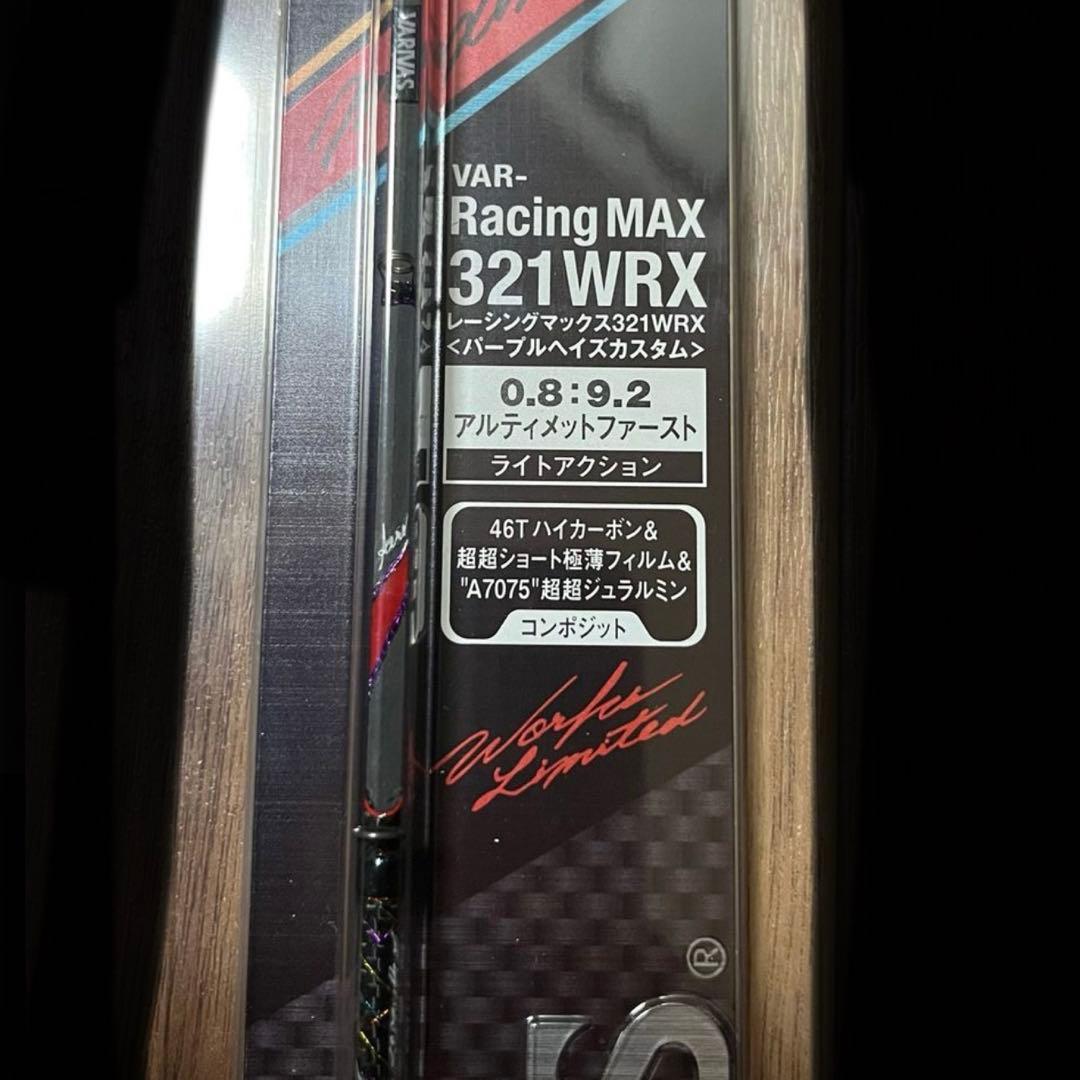 VARIVAS
VAR-
Racing MAX
321WRX
レーシングマックス321WRX
<パープルヘイズカスタム>
0.8:9.2
アルティメットファースト
ライトアクション
46Tハイカーボン&
超超ショート極薄フィルム&
"A7075"超超ジュラルミン
コンポジット
Works
Limited
®
S